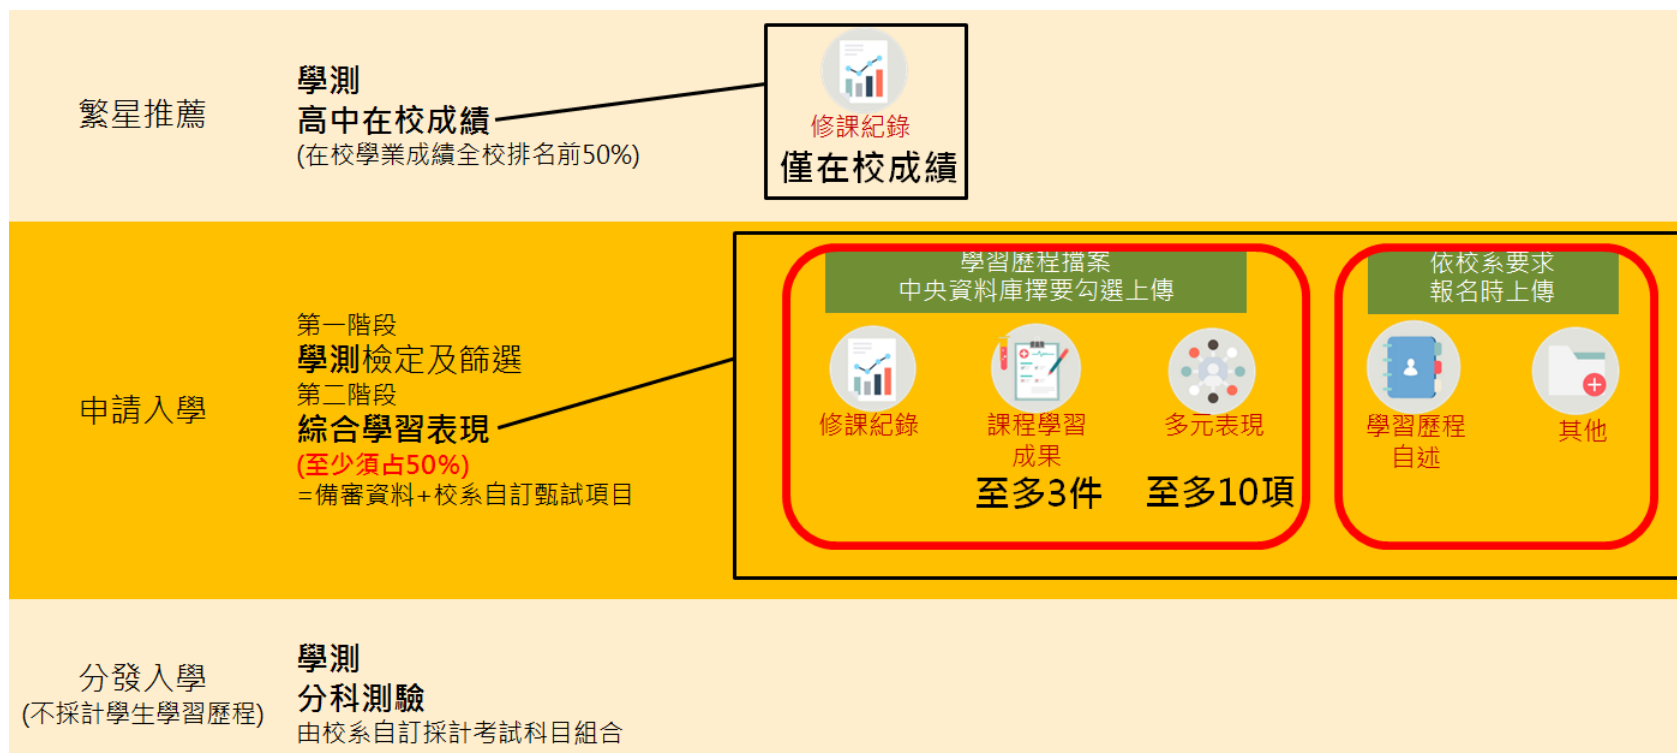 繁星推薦
學測
高中在校成績
(在校學業成績全校排名前50%)
修課紀錄
僅在校成績
申請入學
第一階段
學測檢定及篩選
第二階段
綜合學習表現
(至少須占50%)
=備審資料+校系自訂甄試項目
學習歷程檔案
中央資料庫擇要勾選上傳
修課紀錄
課程學習
成果
至多3件
多元表現
至多10項
依校系要求
報名時上傳
學習歷程
自述
其他
分發入學
(不採計學生學習歷程)
學測
分科測驗
由校系自訂採計考試科目組合